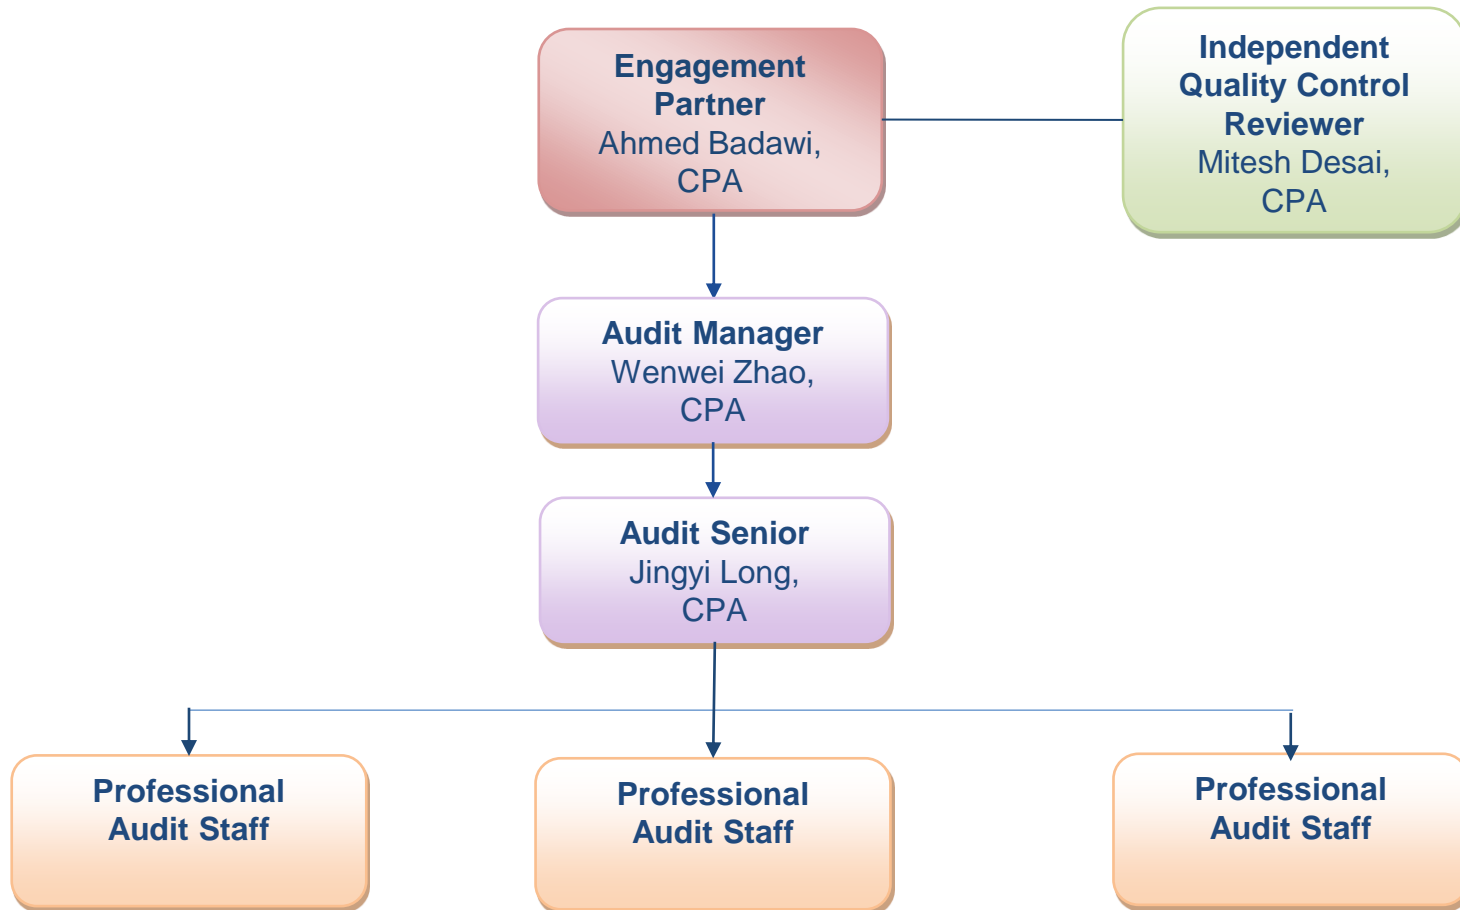 Engagement
Partner
Ahmed Badawi,
CPA
Independent
Quality Control
Reviewer
Mitesh Desai,
CPA
Audit Manager
Wenwei Zhao,
CPA
Audit Senior
Jingyi Long,
CPA
Professional
Audit Staff
Professional
Audit Staff
Professional
Audit Staff